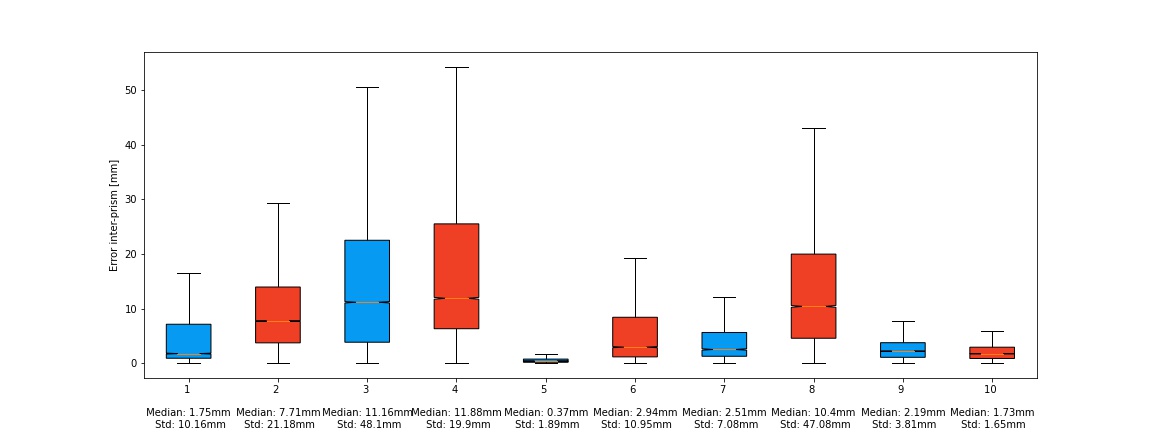 Error inter-prism [mm]
50
40
30
20
10
0
1 2 3 4 5 6 7 8 9 10
Median: 1.75mm Median: 7.71mm Median: 11.16mm Median: 11.88mm Median: 0.37mm Median: 2.94mm Median: 2.51mm Median: 10.4mm Median: 2.19mm Median: 1.73mm
Std: 10.16mm Std: 21.18mm Std: 48.1mm Std: 19.9mm Std: 1.89mm Std: 10.95mm Std: 7.08mm Std: 47.08mm Std: 3.81mm Std: 1.65mm